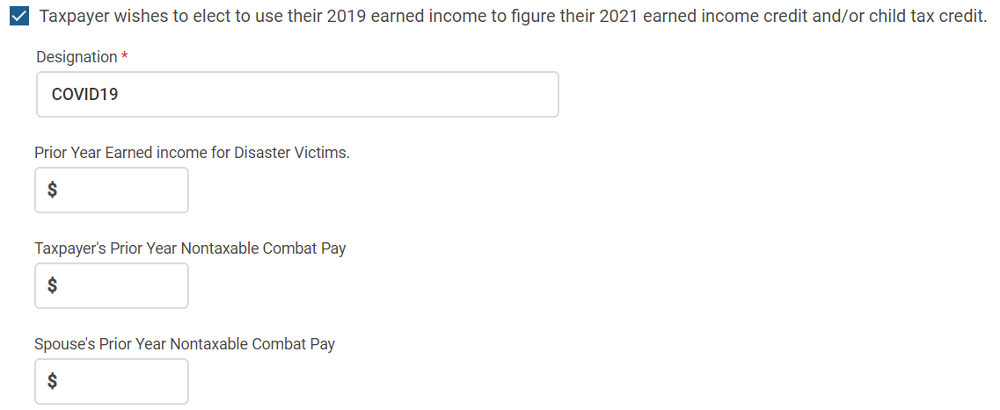 Taxpayer wishes to elect to use their 2019 earned income to figure their 2021 earned income credit and/or child tax credit.
Designation *
COVID19
Prior Year Earned income for Disaster Victims.
$
Taxpayer's Prior Year Nontaxable Combat Pay
$
Spouse's Prior Year Nontaxable Combat Pay
$